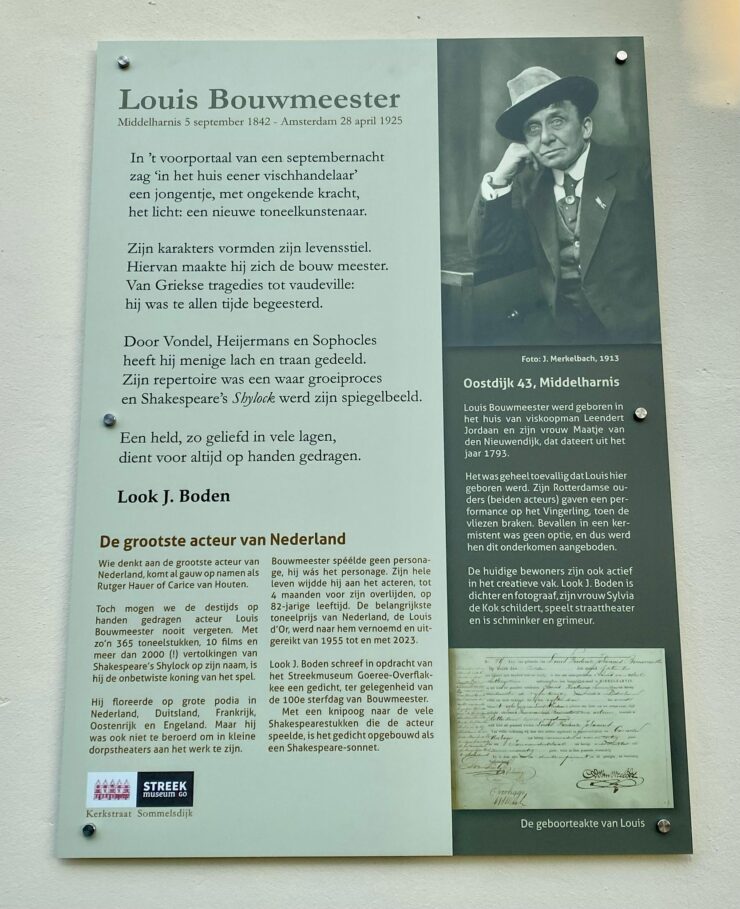 Louis Bouwmeester
Middelharnis 5 september 1842 - Amsterdam 28 april 1925
In 't voorportaal van een septembernacht
zag 'in het huis eener vischhandelaar'
een jongentje, met ongekende kracht,
het licht: een nieuwe toneelkunstenaar.
Zijn karakters vormden zijn levensstiel.
Hiervan maakte hij zich de bouw meester.
Van Griekse tragedies tot vaudeville:
hij was te allen tijde begeesterd.
Door Vondel, Heijermans en Sophocles
heeft hij menige lach en traan gedeeld.
Zijn repertoire was een waar groeiproces
en Shakespeare's Shylock werd zijn spiegelbeeld.
Een held, zo geliefd in vele lagen,
dient voor altijd op handen gedragen.
Look J. Boden
De grootste acteur van Nederland
Wie denkt aan de grootste acteur van
Nederland, komt al gauw op namen als
Rutger Hauer of Carice van Houten.
Toch mogen we de destijds op
handen gedragen acteur Louis
Bouwmeester nooit vergeten. Met
zo'n 365 toneelstukken, 10 films en
meer dan 2000 (!) vertolkingen van
Shakespeare's Shylock op zijn naam, is
hij de onbetwiste koning van het spel.
Hij floreerde op grote podia in
Nederland, Duitsland, Frankrijk,
Oostenrijk en Engeland. Maar hij
was ook niet te beroerd om in kleine
dorpstheaters aan het werk te zijn.
Bouwmeester spéélde geen persona-
ge, hij wás het personage. Zijn hele
leven wijdde hij aan het acteren, tot
4 maanden voor zijn overlijden, op
82-jarige leeftijd. De belangrijkste
toneelprijs van Nederland, de Louis
d'Or, werd naar hem vernoemd en uit-
gereikt van 1955 tot en met 2023.
Look J. Boden schreef in opdracht van
het Streekmuseum Goeree-Overflak-
kee een gedicht, ter gelegenheid van
de 100e sterfdag van Bouwmeester.
Met een knipoog naar de vele
Shakespearestukken die de acteur
speelde, is het gedicht opgebouwd als
een Shakespeare-sonnet.
STREEK
museum GO
Kerkstraat Sommelsdijk
Foto: J. Merkelbach, 1913
Oostdijk 43, Middelharnis
Louis Bouwmeester werd geboren in
het huis van viskoopman Leendert
Jordaan en zijn vrouw Maatje van
den Nieuwendijk, dat dateert uit het
jaar 1793.
Het was geheel toevallig dat Louis hier
geboren werd. Zijn Rotterdamse ou-
ders (beiden acteurs) gaven een per-
formance op het Vingerling, toen de
vliezen braken. Bevallen in een ker-
mistent was geen optie, en dus werd
hen dit onderkomen aangeboden.
De huidige bewoners zijn ook actief
in het creatieve vak. Look J. Boden is
dichter en fotograaf, zijn vrouw Sylvia
de Kok schildert, speelt straattheater
en is schminker en grimeur.
De geboorteakte van Louis